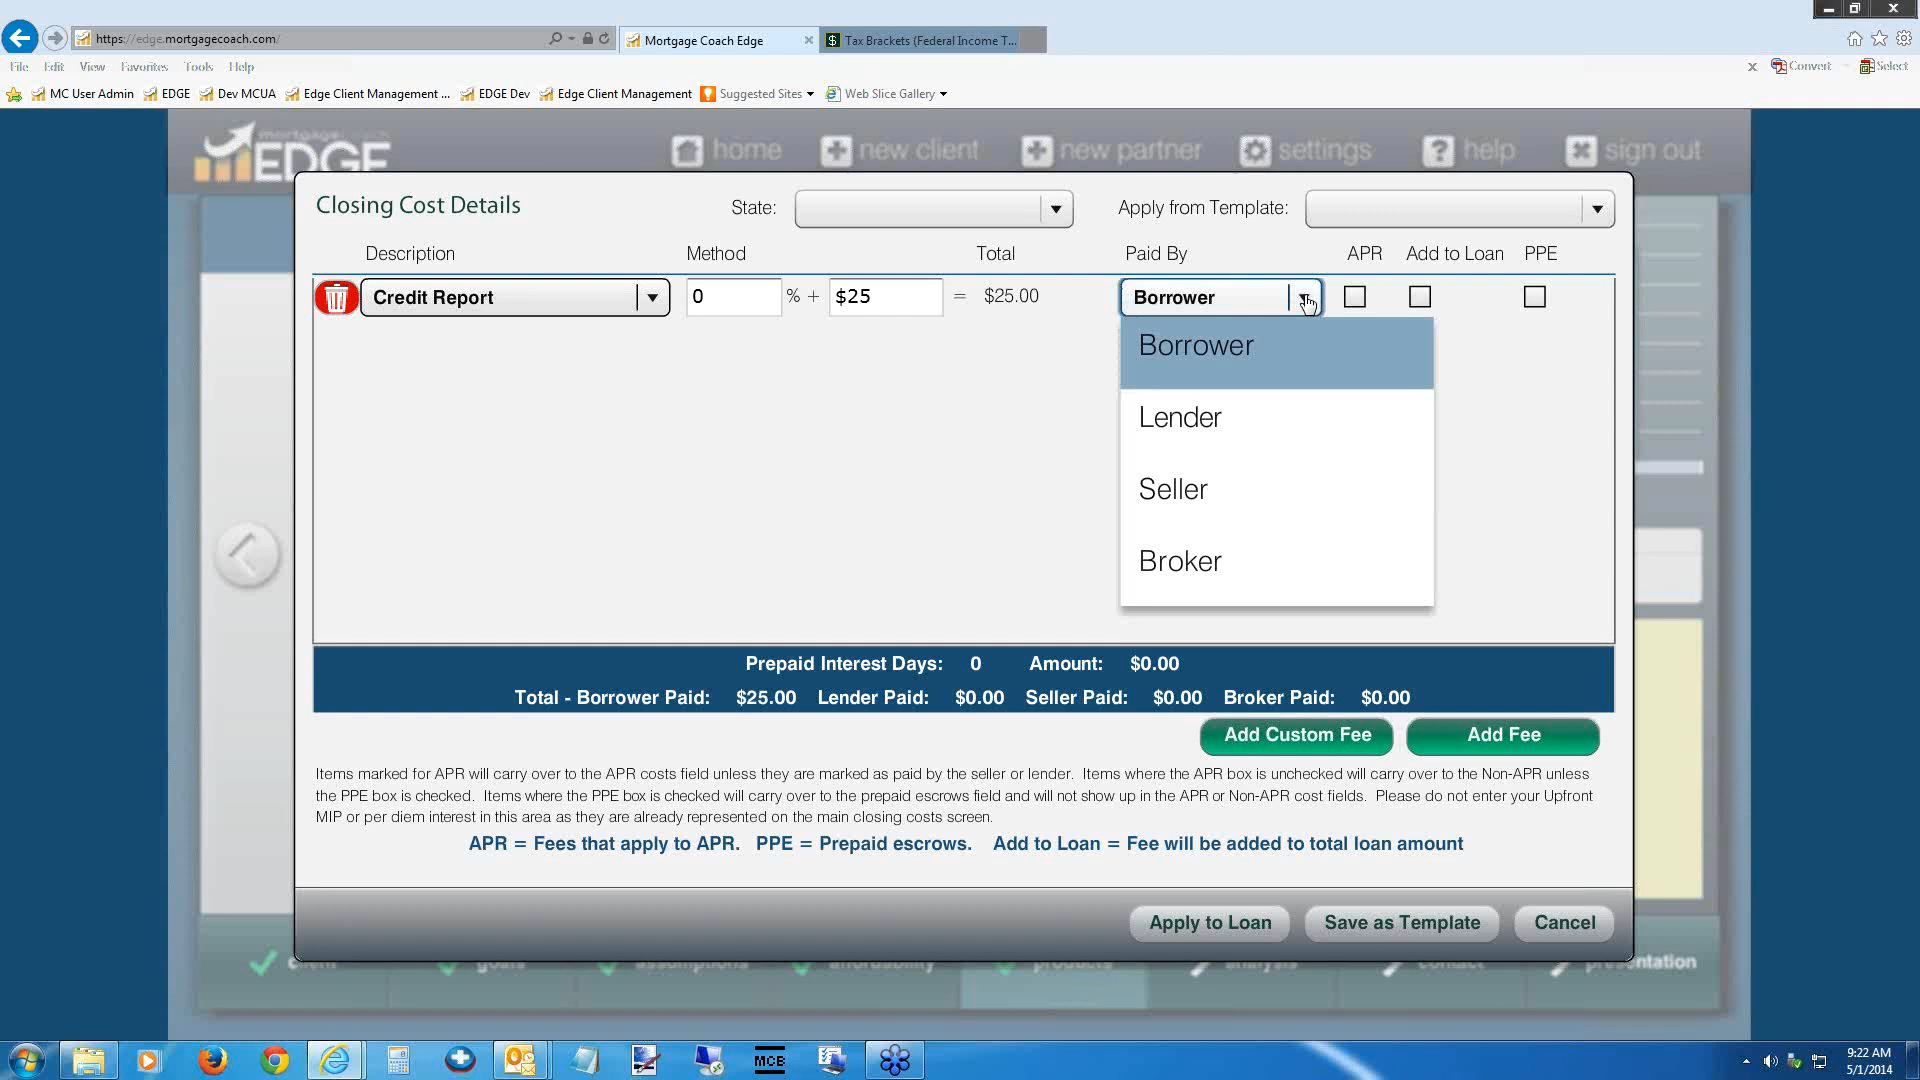 https://edge.mortgagecoach.com/
Mortgage Coach Edge
Tax Brackets (Federal Income T...
File Edit View Favorites Tools Help
Convert Select
MC User Admin EDGE Dev MCUA Edge Client Management ... EDGE Dev Edge Client Management Suggested Sites Web Slice Gallery
EDGE
home new client new partner settings help sign out
Closing Cost Details State: Apply from Template:
Description Method Total Paid By APR Add to Loan PPE
Credit Report 0 % + $25 = $25.00 Borrower
Borrower
Lender
Seller
Broker
Prepaid Interest Days: 0 Amount: $0.00
Total - Borrower Paid: $25.00 Lender Paid: $0.00 Seller Paid: $0.00 Broker Paid: $0.00
Add Custom Fee Add Fee
Items marked for APR will carry over to the APR costs field unless they are marked as paid by the seller or lender. Items where the APR box is unchecked will carry over to the Non-APR unless
the PPE box is checked. Items where the PPE box is checked will carry over to the prepaid escrows field and will not show up in the APR or Non-APR cost fields. Please do not enter your Upfront
MIP or per diem interest in this area as they are already represented on the main closing costs screen.
APR = Fees that apply to APR. PPE = Prepaid escrows. Add to Loan = Fee will be added to total loan amount
Apply to Loan Save as Template Cancel
client goals assumptions affordability products analysis contact presentation
MCB
9:22 AM
5/1/2014